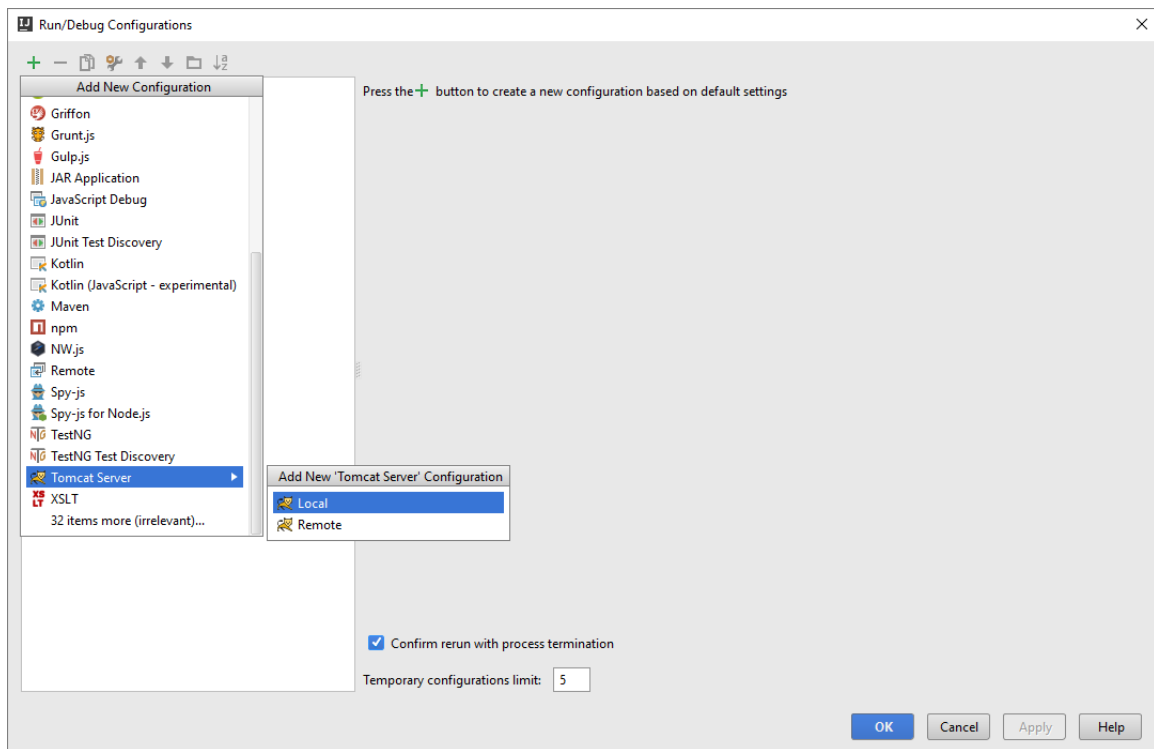 Run/Debug Configurations
Add New Configuration
Press the + button to create a new configuration based on default settings
Griffon
Grunt.js
Gulp.js
JAR Application
JavaScript Debug
JUnit
JUnit Test Discovery
Kotlin
Kotlin (JavaScript - experimental)
Maven
npm
NW.js
Remote
Spy-js
Spy-js for Node.js
TestNG
TestNG Test Discovery
Tomcat Server
XSLT
32 items more (irrelevant)...
Add New 'Tomcat Server' Configuration
Local
Remote
Confirm rerun with process termination
Temporary configurations limit: 5
OK Cancel Apply Help